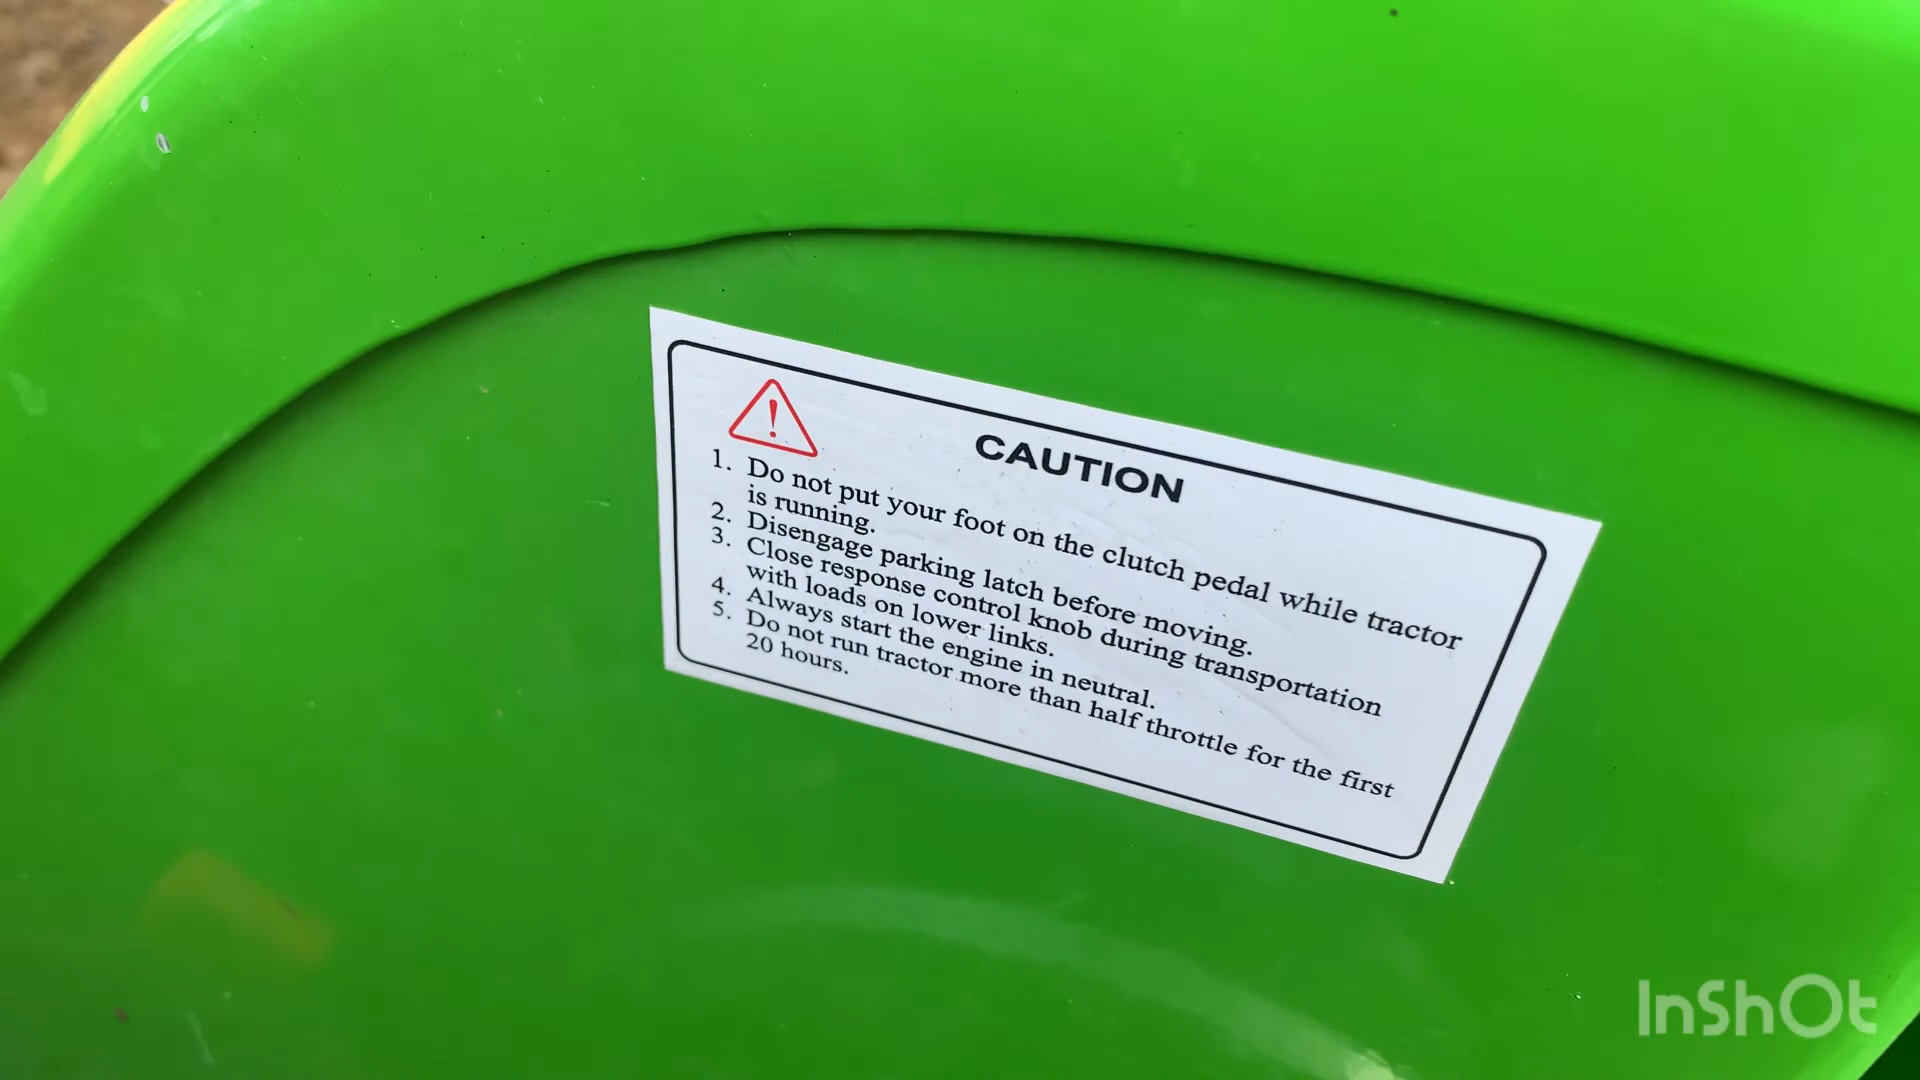 CAUTION
1. Do not put your foot on the clutch pedal while tractor
is running.
2. Disengage parking latch before moving.
3. Close response control knob during transportation
with loads on lower links.
4. Always start the engine in neutral.
5. Do not run tractor more than half throttle for the first
20 hours.
InShOt